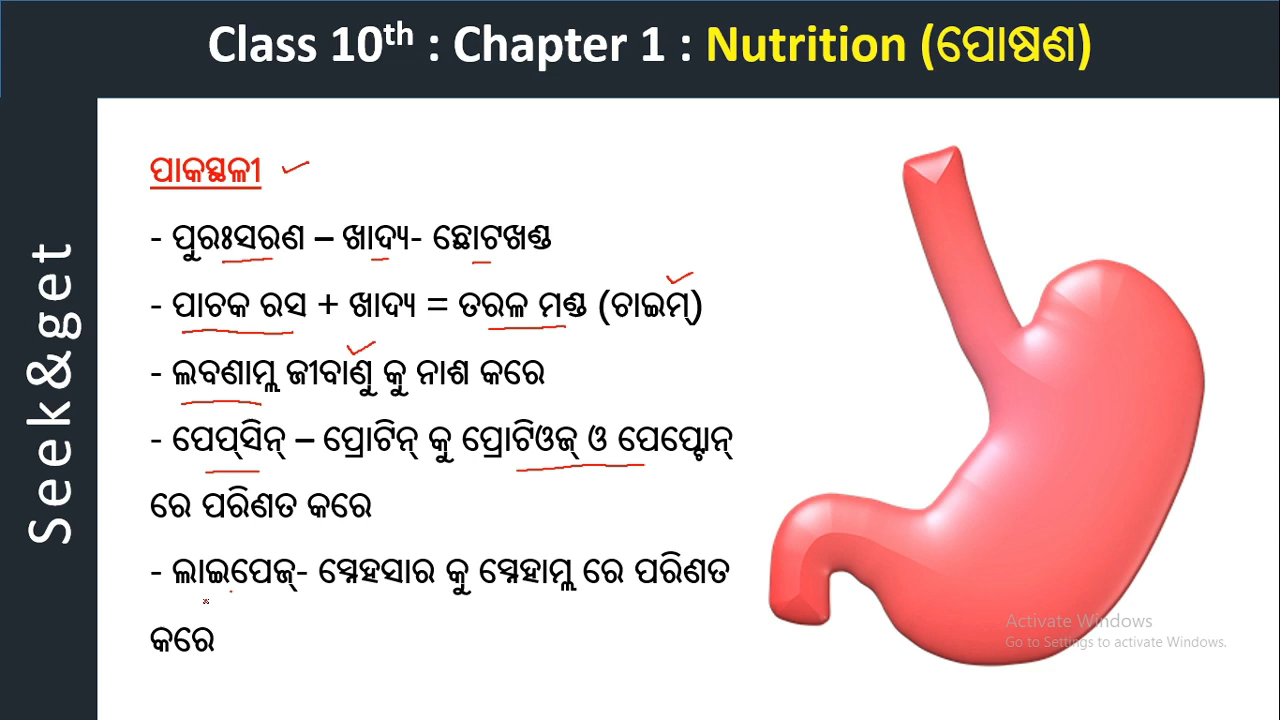 Class 10th : Chapter 1 : Nutrition (ପୋଷଣ)
Seek&get
ପାକସ୍ଥଳୀ
- ପୁରଃସରଣ – ଖାଦ୍ୟ- ଛୋଟଖଣ୍ଡ
- ପାଚକ ରସ + ଖାଦ୍ୟ = ତରଳ ମଣ୍ଡ (ଚାଇମ୍)
- ଲବଣାମ୍ଲ ଜୀବାଣୁ କୁ ନାଶ କରେ
- ପେପ୍‌ସିନ୍ – ପ୍ରୋଟିନ୍ କୁ ପ୍ରୋଟିଓଜ୍ ଓ ପେପ୍ଟୋନ୍
ରେ ପରିଣତ କରେ
- ଲାଇପେଜ୍- ସ୍ନେହସାର କୁ ସ୍ନେହାମ୍ଲ ରେ ପରିଣତ
କରେ
Activate Windows
Go to Settings to activate Windows.